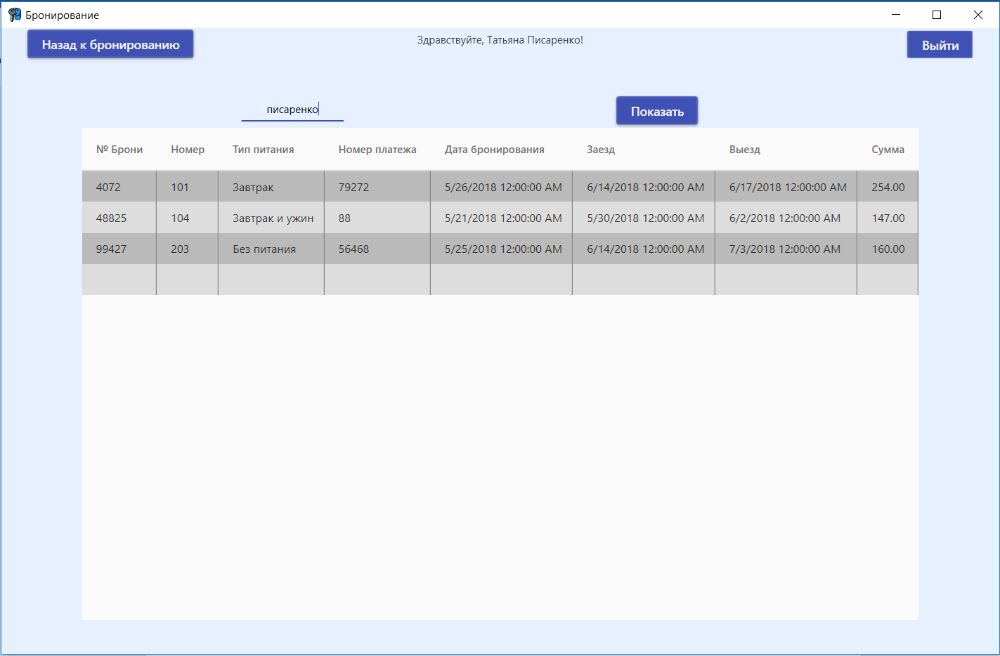 Бронирование
Назад к бронированию
Здравствуйте, Татьяна Писаренко!
Выйти
писаренко
Показать
№ Брони Номер Тип питания Номер платежа Дата бронирования Заезд Выезд Сумма
4072 101 Завтрак 79272 5/26/2018 12:00:00 AM 6/14/2018 12:00:00 AM 6/17/2018 12:00:00 AM 254.00
48825 104 Завтрак и ужин 88 5/21/2018 12:00:00 AM 5/30/2018 12:00:00 AM 6/2/2018 12:00:00 AM 147.00
99427 203 Без питания 56468 5/25/2018 12:00:00 AM 6/14/2018 12:00:00 AM 7/3/2018 12:00:00 AM 160.00